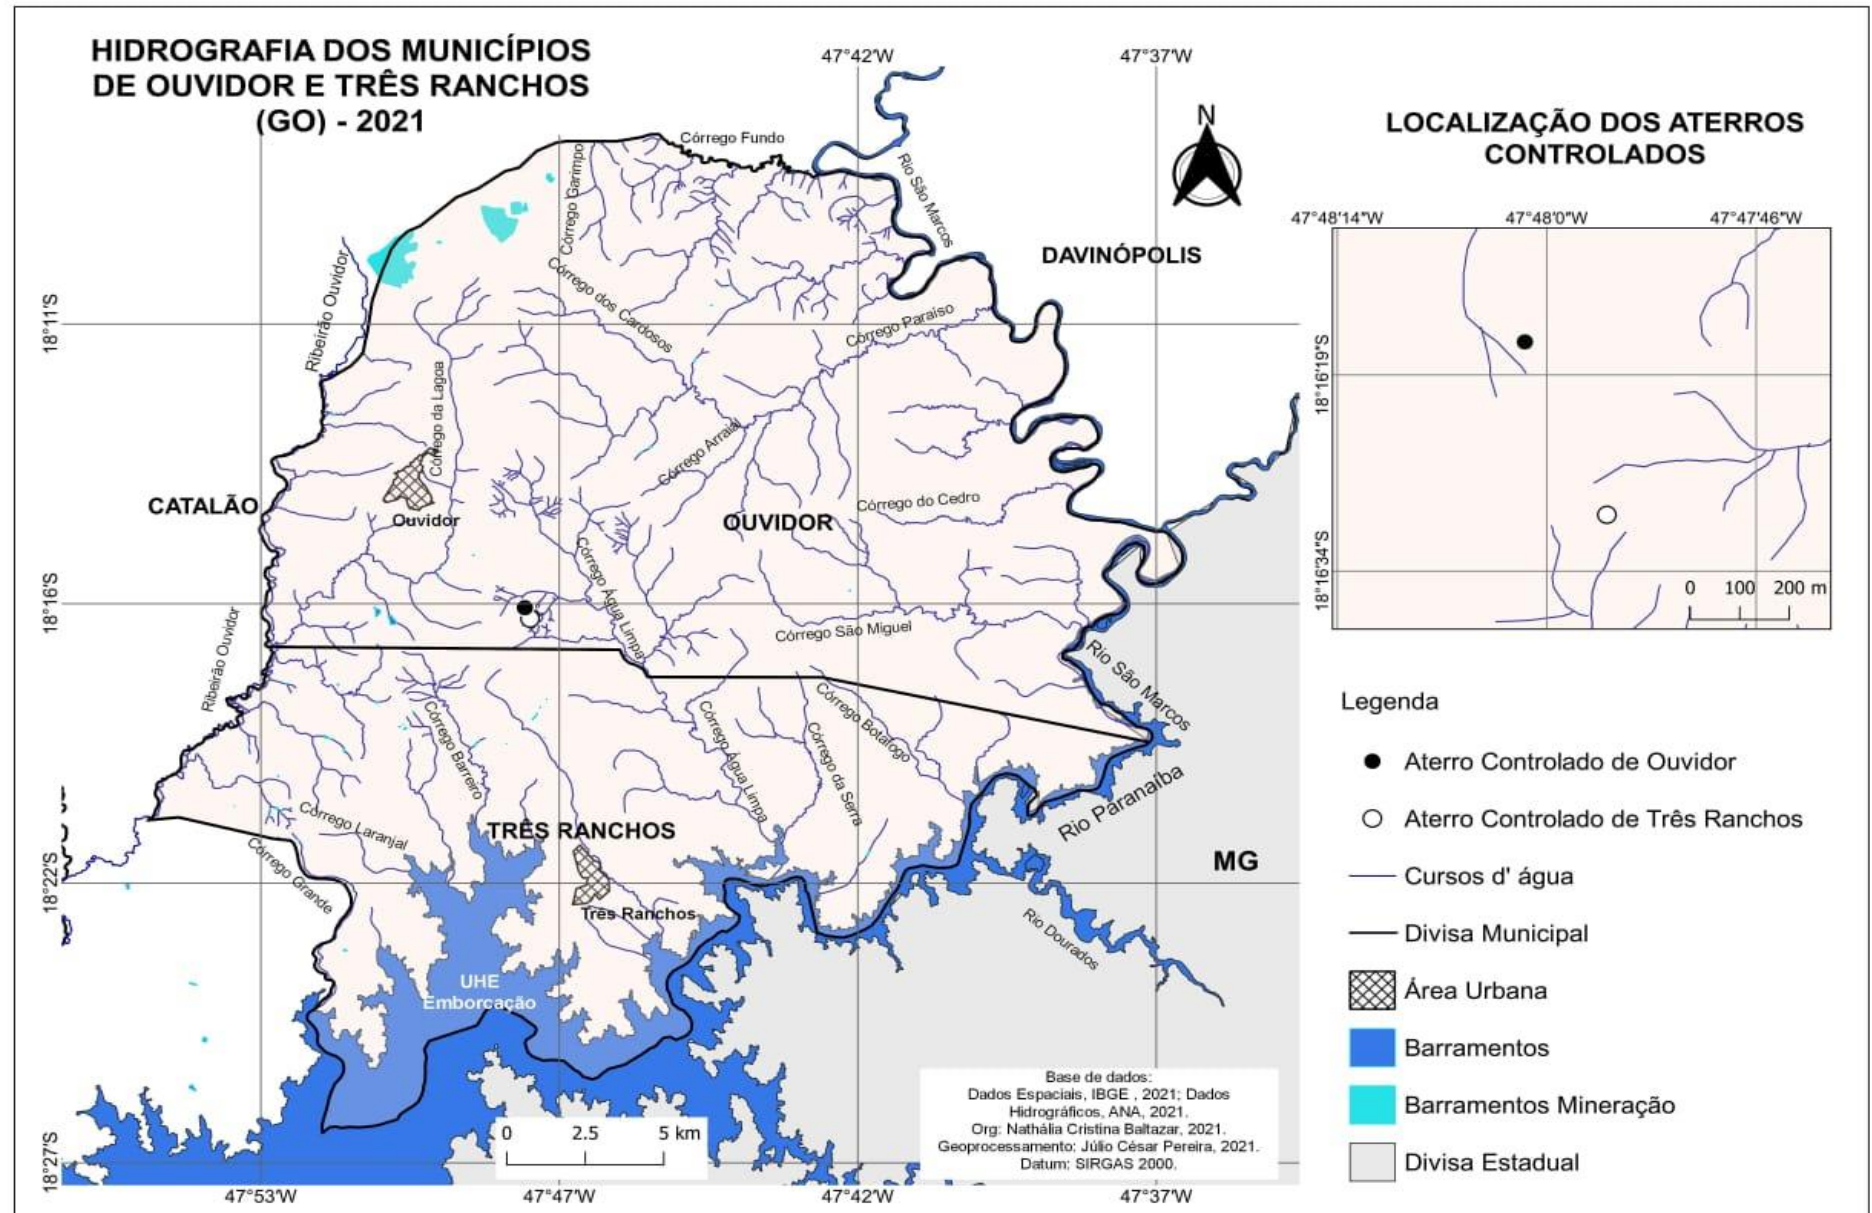 HIDROGRAFIA DOS MUNICÍPIOS
DE OUVIDOR E TRÊS RANCHOS
(GO) - 2021
47°42'W
47°37'W
N
Córrego Fundo
Córrego Garimpo
Rio São Marcos
DAVINÓPOLIS
Ribeirão Ouvidor
Córrego dos Cardosos
Córrego Paraíso
18°11'S
Córrego da Lagoa
Córrego Arraial
CATALÃO
Ouvidor
OUVIDOR
Córrego do Cedro
Córrego Água Limpa
18°16'S
Ribeirão Ouvidor
Córrego São Miguel
Rio São Marcos
Córrego Barreiro
Córrego Água Limpa
Córrego da Serra
Córrego Botafogo
Rio Paranaíba
Córrego Laranjal
Córrego Grande
TRÊS RANCHOS
MG
18°22'S
Três Ranchos
Rio Dourados
UHE
Emborcação
0 2.5 5 km
Base de dados:
Dados Espaciais, IBGE , 2021; Dados
Hidrográficos, ANA, 2021.
Org: Nathália Cristina Baltazar, 2021.
Geoprocessamento: Júlio César Pereira, 2021.
Datum: SIRGAS 2000.
18°27'S
47°53'W
47°47'W
47°42'W
47°37'W
LOCALIZAÇÃO DOS ATERROS
CONTROLADOS
47°48'14"W
47°48'0"W
47°47'46"W
18°16'19"S
18°16'34"S
0 100 200 m
Legenda
Aterro Controlado de Ouvidor
Aterro Controlado de Três Ranchos
Cursos d' água
Divisa Municipal
Área Urbana
Barramentos
Barramentos Mineração
Divisa Estadual